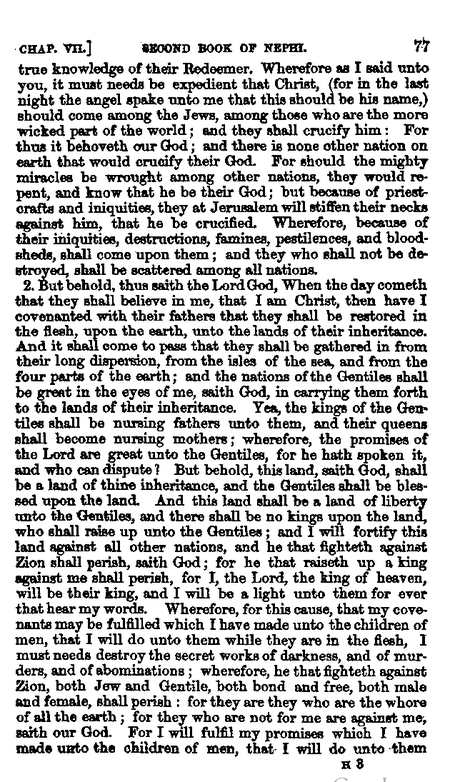 CHAP. VII.] SECOND BOOK OF NEPHI. 77
true knowledge of their Redeemer. Wherefore as I said unto
you, it must needs be expedient that Christ, (for in the last
night the angel spake unto me that this should be his name,)
should come among the Jews, among those who are the more
wicked part of the world; and they shall crucify him: For
thus it behoveth our God; and there is none other nation on
earth that would crucify their God. For should the mighty
miracles be wrought among other nations, they would re-
pent, and know that he be their God; but because of priest-
crafts and iniquities, they at Jerusalem will stiffen their necks
against him, that he be crucified. Wherefore, because of
their iniquities, destructions, famines, pestilences, and blood-
sheds, shall come upon them; and they who shall not be de-
stroyed, shall be scattered among all nations.
2. But behold, thus saith the Lord God, When the day cometh
that they shall believe in me, that I am Christ, then have I
covenanted with their fathers that they shall be restored in
the flesh, upon the earth, unto the lands of their inheritance.
And it shall come to pass that they shall be gathered in from
their long dispersion, from the isles of the sea, and from the
four parts of the earth; and the nations of the Gentiles shall
be great in the eyes of me, saith God, in carrying them forth
to the lands of their inheritance. Yea, the kings of the Gen-
tiles shall be nursing fathers unto them, and their queens
shall become nursing mothers; wherefore, the promises of
the Lord are great unto the Gentiles, for he hath spoken it,
and who can dispute? But behold, this land, saith God, shall
be a land of thine inheritance, and the Gentiles shall be bles-
sed upon the land. And this land shall be a land of liberty
unto the Gentiles, and there shall be no kings upon the land,
who shall raise up unto the Gentiles; and I will fortify this
land against all other nations, and he that fighteth against
Zion shall perish, saith God; for he that raiseth up a king
against me shall perish, for I, the Lord, the king of heaven,
will be their king, and I will be a light unto them for ever
that hear my words. Wherefore, for this cause, that my cove-
nants may be fulfilled which I have made unto the children of
men, that I will do unto them while they are in the flesh, I
must needs destroy the secret works of darkness, and of mur-
ders, and of abominations; wherefore, he that fighteth against
Zion, both Jew and Gentile, both bond and free, both male
and female, shall perish: for they are they who are the whore
of all the earth; for they who are not for me are against me,
saith our God. For I will fulfil my promises which I have
made unto the children of men, that I will do unto them
H 3